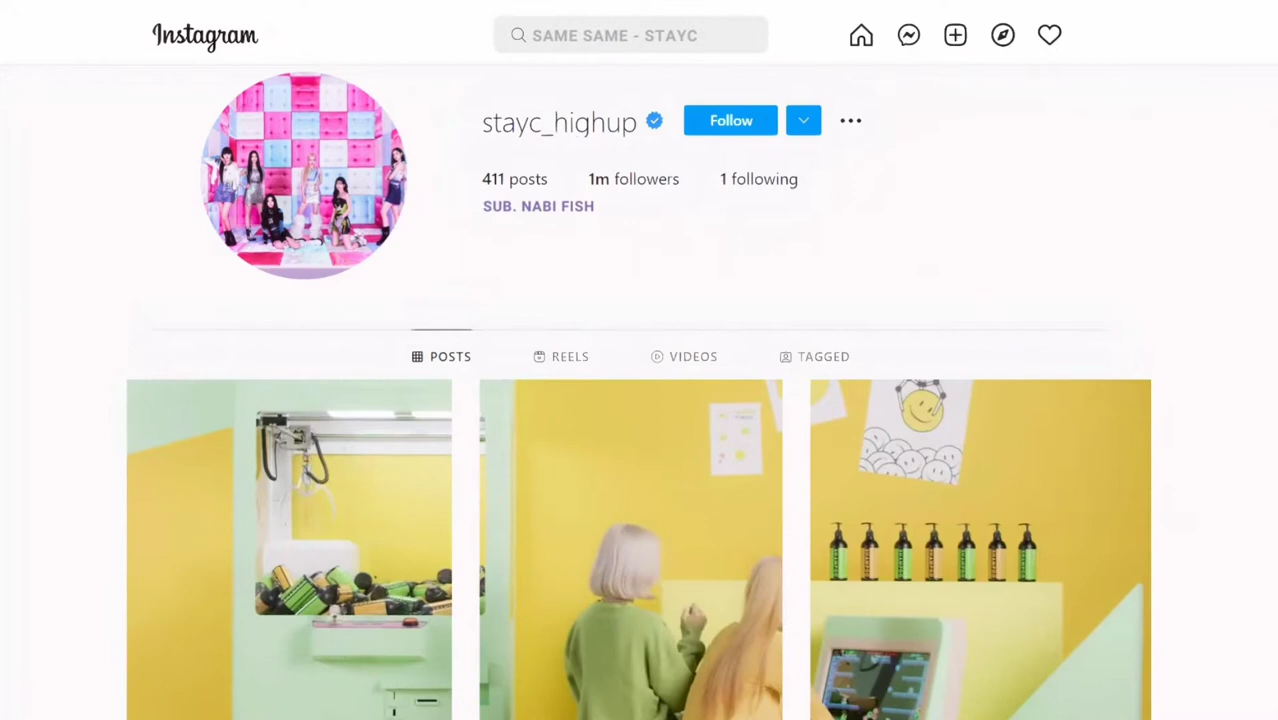 Instagram
SAME SAME - STAYC
stayc_highup
Follow
411 posts 1m followers 1 following
SUB. NABI FISH
POSTS REELS VIDEOS TAGGED